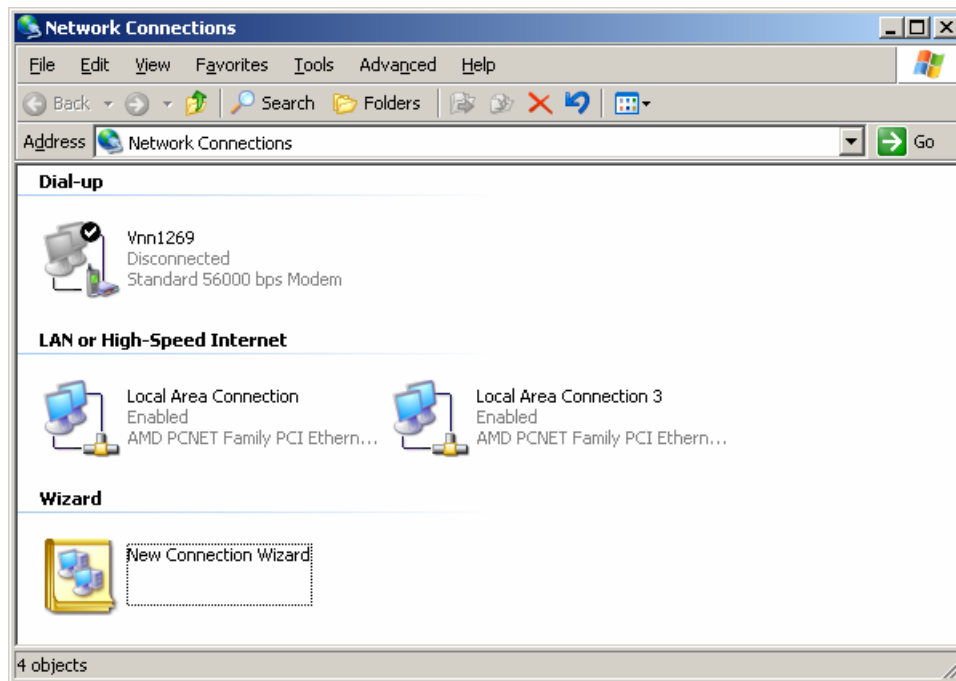 Network Connections
File Edit View Favorites Tools Advanced Help
Back Search Folders
Address Network Connections Go
Dial-up
Vnn1269
Disconnected
Standard 56000 bps Modem
LAN or High-Speed Internet
Local Area Connection
Enabled
AMD PCNET Family PCI Ethern...
Local Area Connection 3
Enabled
AMD PCNET Family PCI Ethern...
Wizard
New Connection Wizard
4 objects